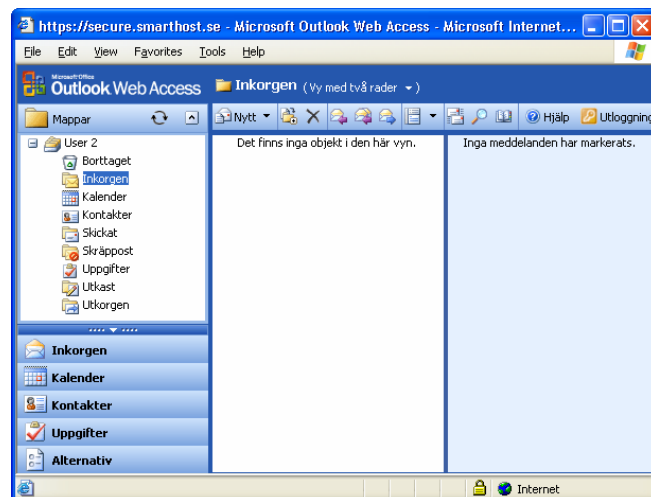 https://secure.smarthost.se - Microsoft Outlook Web Access - Microsoft Internet...
File Edit View Favorites Tools Help
Microsoft Office
Outlook Web Access Inkorgen (Vy med två rader)
Mappar Nytt Hjälp Utloggning
User 2
Borttaget
Inkorgen
Kalender
Kontakter
Skickat
Skräppost
Uppgifter
Utkast
Utkorgen
Det finns inga objekt i den här vyn.
Inga meddelanden har markerats.
Inkorgen
Kalender
Kontakter
Uppgifter
Alternativ
Internet